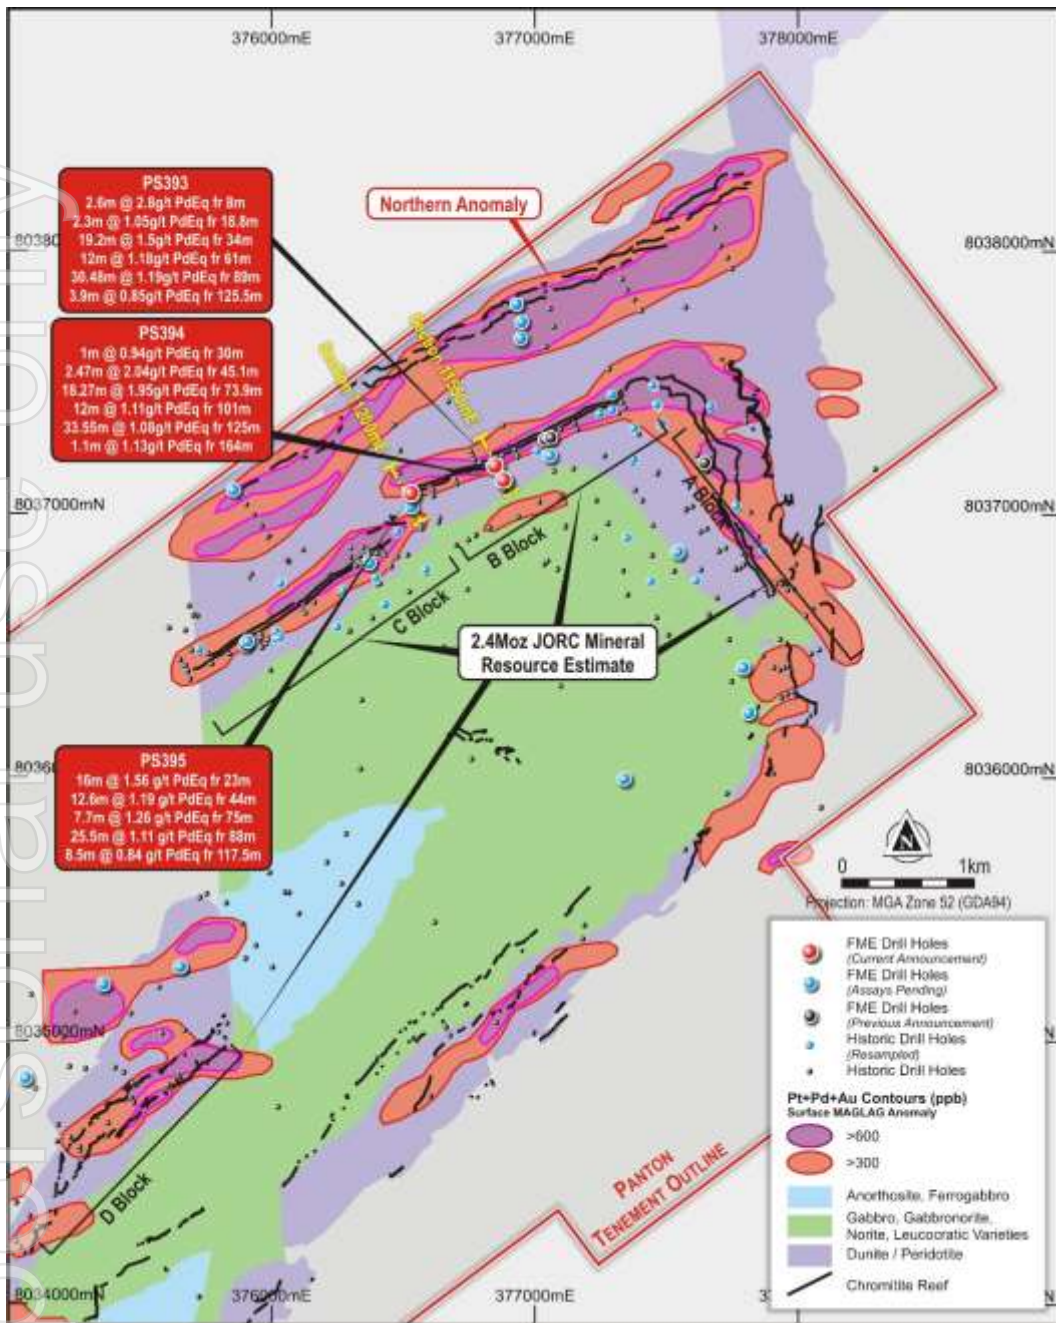 376000mE
377000mE
378000mE
PS393
2.6m @ 2.8g/t PdEq fr 8m
2.3m @ 1.05g/t PdEq fr 18.8m
19.2m @ 1.5g/t PdEq fr 34m
12m @ 1.18g/t PdEq fr 61m
30.48m @ 1.19g/t PdEq fr 89m
3.9m @ 0.85g/t PdEq fr 125.5m
Northern Anomaly
8038000mN
PS394
1m @ 0.94g/t PdEq fr 30m
2.47m @ 2.04g/t PdEq fr 45.1m
18.27m @ 1.95g/t PdEq fr 73.9m
12m @ 1.11g/t PdEq fr 101m
33.55m @ 1.08g/t PdEq fr 125m
1.1m @ 1.13g/t PdEq fr 164m
8037000mN
8037000mN
A Block
B Block
C Block
2.4Moz JORC Mineral
Resource Estimate
PS395
16m @ 1.56 g/t PdEq fr 23m
12.6m @ 1.19 g/t PdEq fr 44m
7.7m @ 1.26 g/t PdEq fr 75m
25.5m @ 1.11 g/t PdEq fr 88m
8.5m @ 0.84 g/t PdEq fr 117.5m
8036000mN
N
0 1km
Projection: MGA Zone 52 (GDA94)
8035000mN
D Block
PANTON
TENEMENT OUTLINE
FME Drill Holes
(Current Announcement)
FME Drill Holes
(Assays Pending)
FME Drill Holes
(Previous Announcement)
Historic Drill Holes
(Resampled)
Historic Drill Holes
Pt+Pd+Au Contours (ppb)
Surface MAGLAG Anomaly
>600
>300
Anorthosite, Ferrogabbro
Gabbro, Gabbronorite,
Norite, Leucocratic Varieties
Dunite / Peridotite
Chromitite Reef
8034000mN
376000mE
377000mE